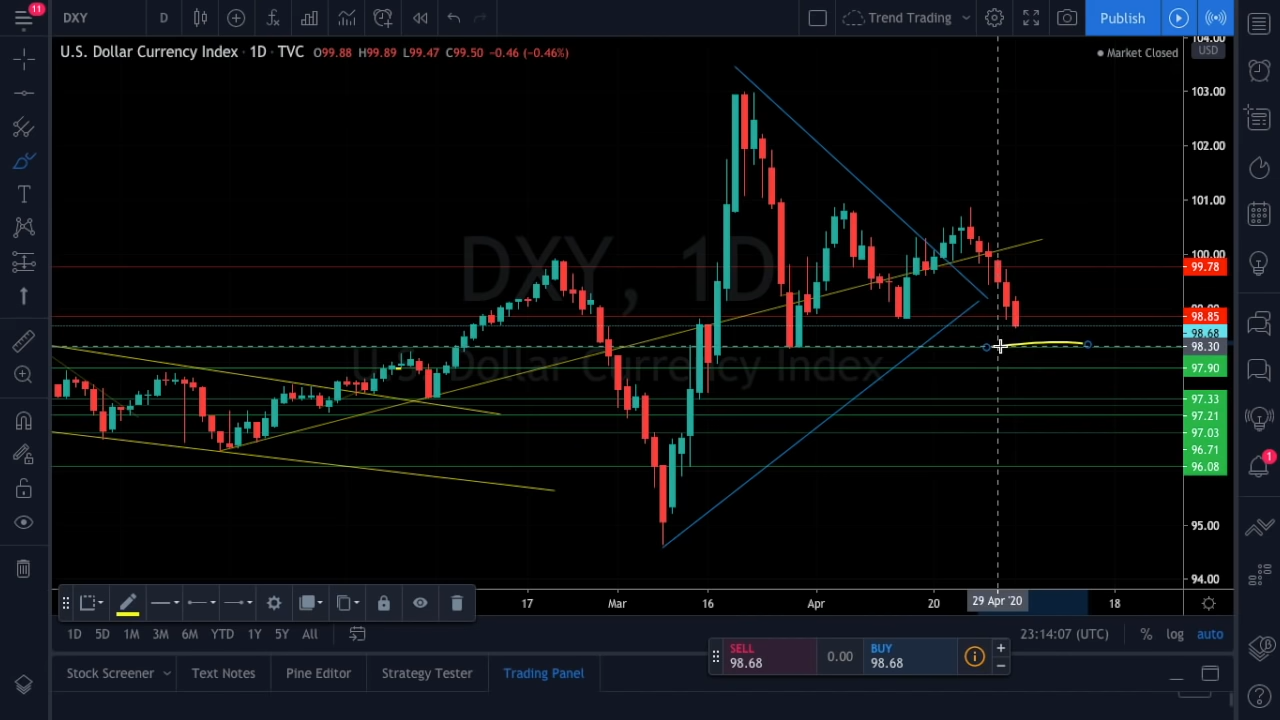 11
DXY
D
Trend Trading
Publish
U.S. Dollar Currency Index · 1D · TVC O99.88 H99.89 L99.47 C99.50 -0.46 (-0.46%)
Market Closed
104.00
USD
103.00
102.00
101.00
100.00
99.78
99.00
98.85
98.68
98.30
97.90
97.33
97.21
97.03
96.71
96.08
95.00
94.00
DXY, 1D
U.S. Dollar Currency Index
1
17
Mar
16
Apr
20
29 Apr '20
18
1D 5D 1M 3M 6M YTD 1Y 5Y All
23:14:07 (UTC) % log auto
SELL
98.68
0.00
BUY
98.68
Stock Screener Text Notes Pine Editor Strategy Tester Trading Panel